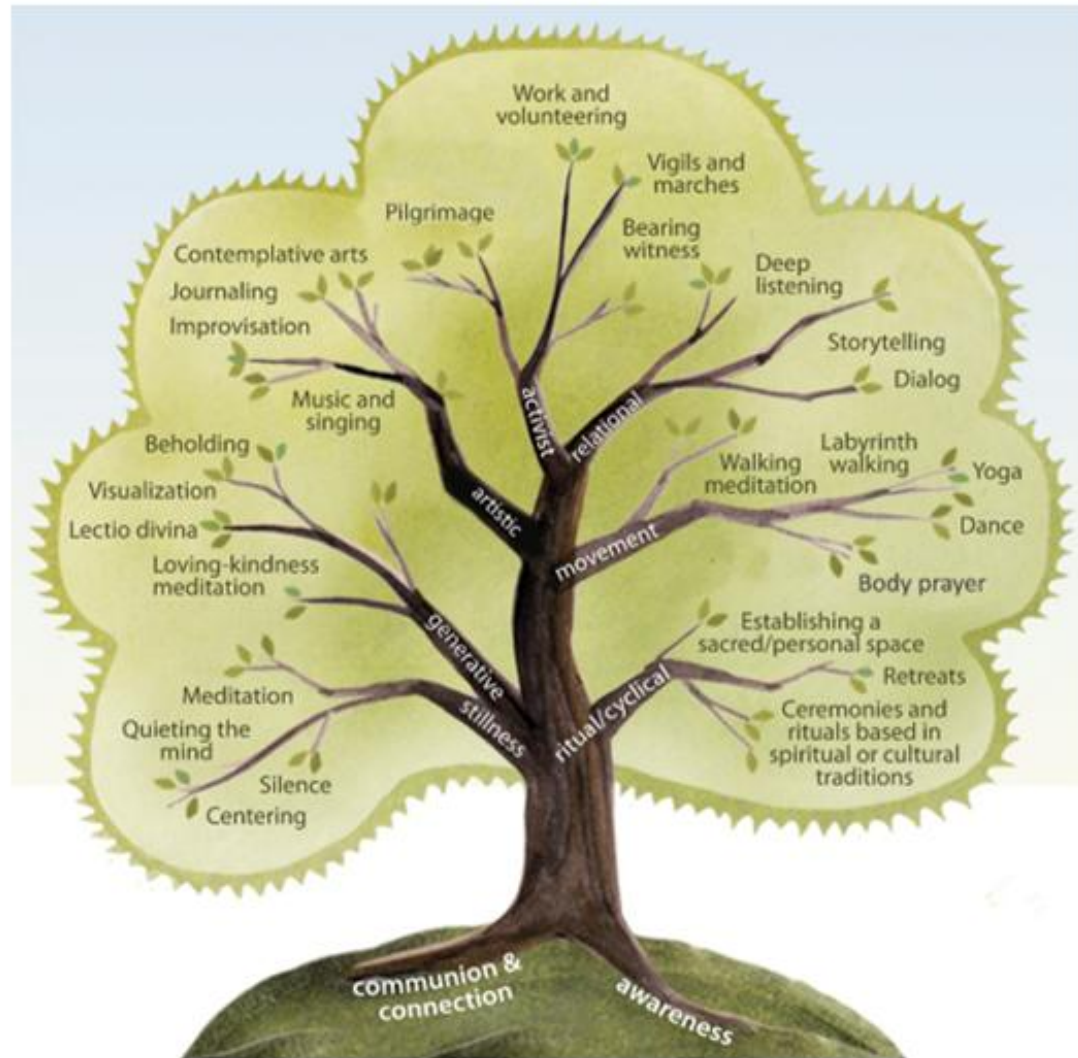 Work and
volunteering
Vigils and
marches
Pilgrimage
Bearing
witness
Contemplative arts
Deep
listening
Journaling
Improvisation
Storytelling
Dialog
Music and
singing
activist
relational
Beholding
Labyrinth
walking
Walking
meditation
Yoga
Visualization
artistic
Lectio divina
Dance
movement
Loving-kindness
meditation
Body prayer
generative
Establishing a
sacred/personal space
Meditation
stillness
ritual/cyclical
Retreats
Quieting the
mind
Ceremonies and
rituals based in
spiritual or cultural
traditions
Silence
Centering
communion &
connection
awareness